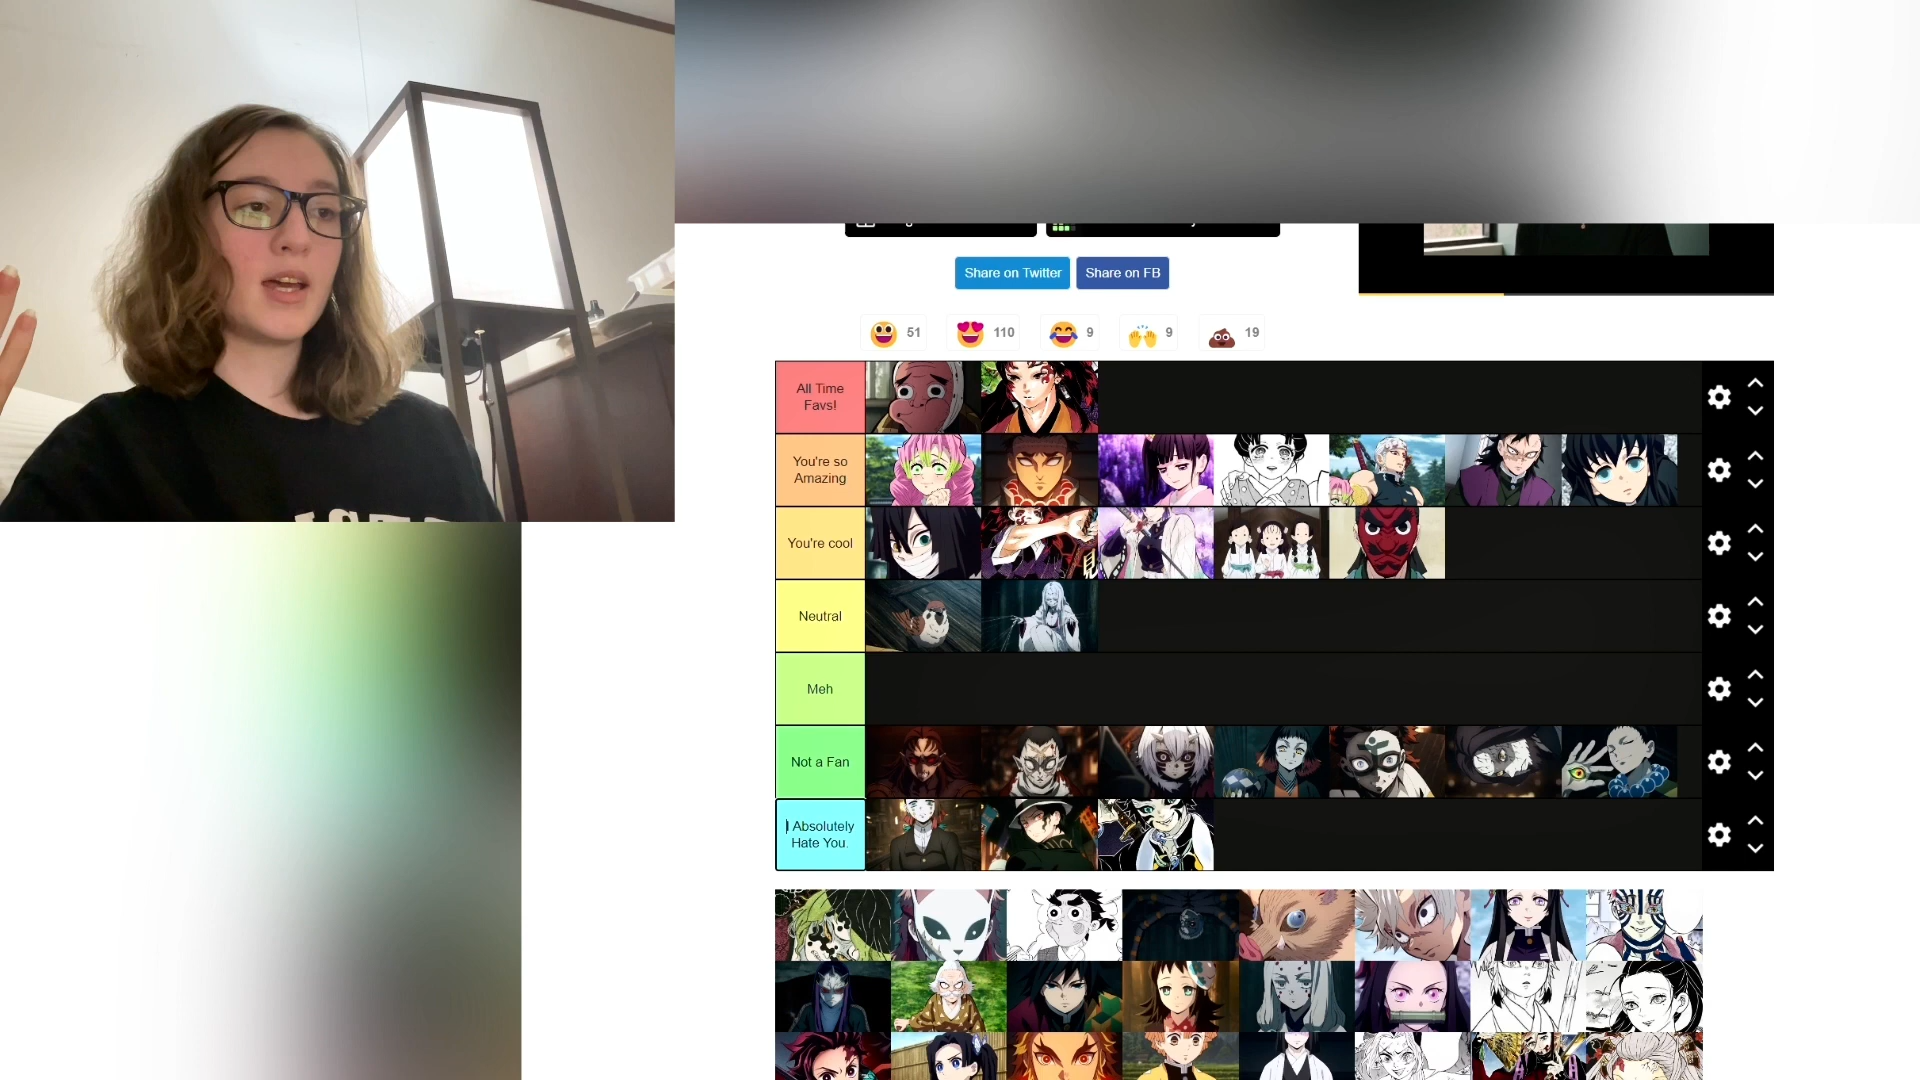 Share on Twitter
Share on FB
51
110
9
9
19
All Time
Favs!
You're so
Amazing
You're cool
Neutral
Meh
Not a Fan
I Absolutely
Hate You.